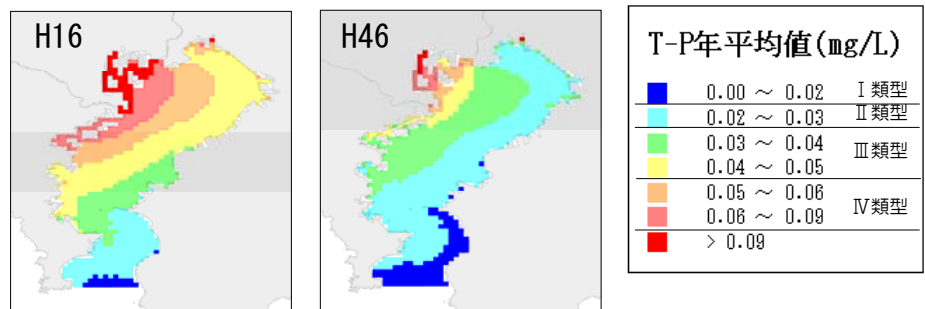 H16
H46
T-P年平均値(mg/L)
0.00 ～ 0.02 Ⅰ類型
0.02 ～ 0.03 Ⅱ類型
0.03 ～ 0.04
Ⅲ類型
0.04 ～ 0.05
0.05 ～ 0.06
Ⅳ類型
0.06 ～ 0.09
> 0.09